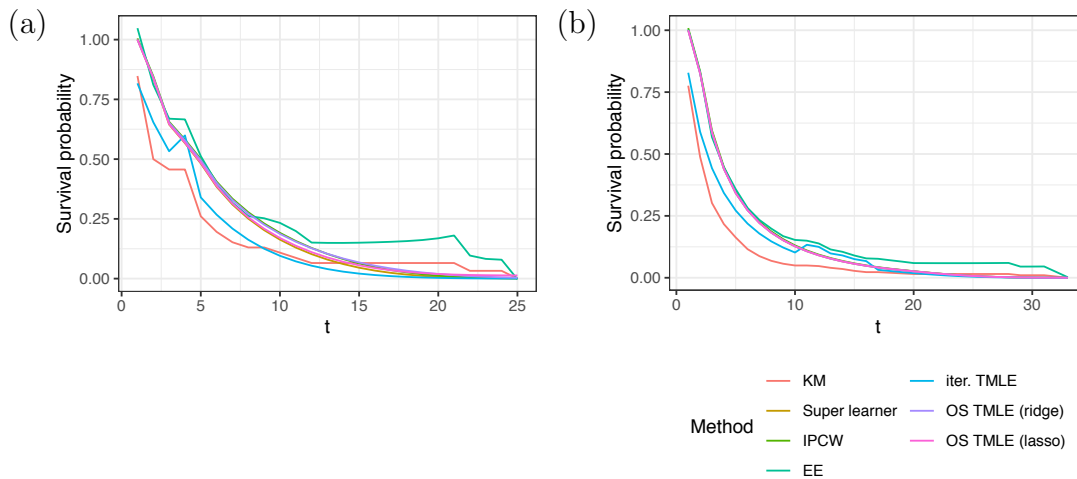 (a)
Survival probability
1.00
0.75
0.50
0.25
0.00
0
5
10
15
20
25
t
(b)
Survival probability
1.00
0.75
0.50
0.25
0.00
0
10
20
30
t
Method
KM
Super learner
IPCW
EE
iter. TMLE
OS TMLE (ridge)
OS TMLE (lasso)